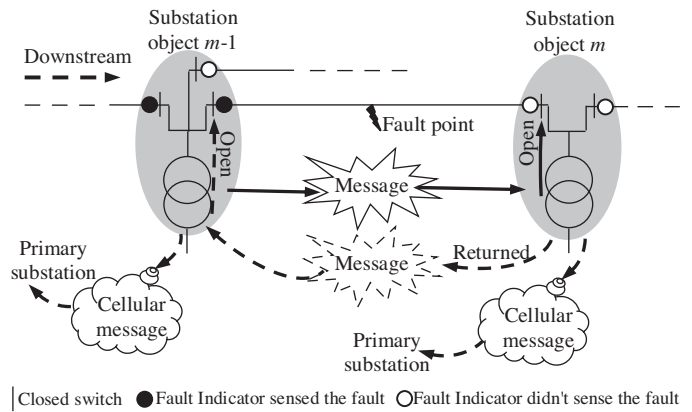 Substation
object m-1
Substation
object m
Downstream
Fault point
Open
Open
Message
Message
Returned
Primary
substation
Cellular
message
Cellular
message
Primary
substation
Closed switch
Fault Indicator sensed the fault
Fault Indicator didn't sense the fault